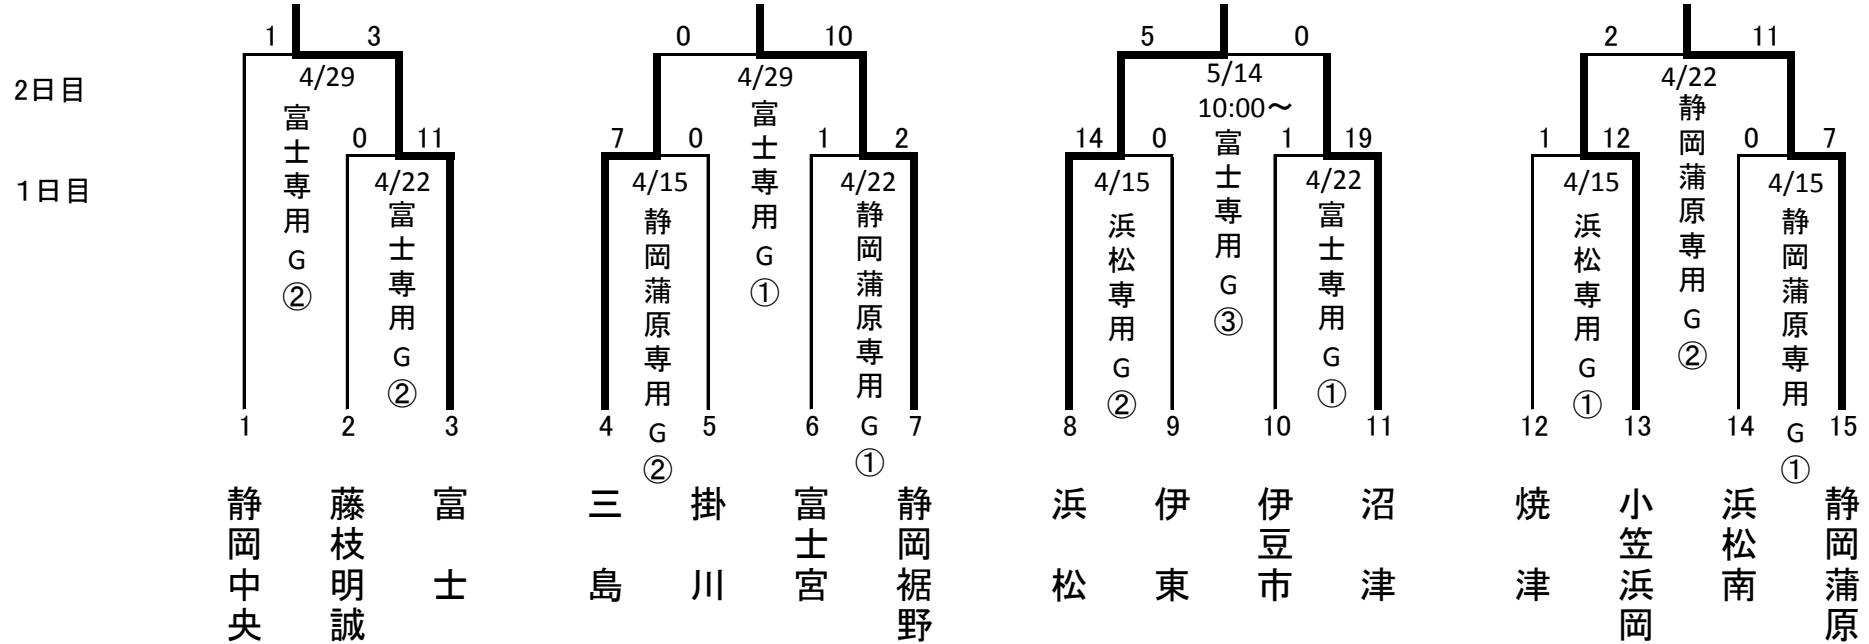 1 3
0 10
5 0
2 11
2日目
4/29
富士専用G②
4/29
富士専用G①
5/14
10:00～
富士専用G③
4/22
静岡蒲原専用G②
0 11
7 0
1 2
14 0
1 19
1 12
0 7
1日目
4/22
富士専用G②
4/15
静岡蒲原専用G②
4/22
静岡蒲原専用G①
4/15
浜松専用G②
4/22
富士専用G①
4/15
浜松専用G①
4/15
静岡蒲原専用G①
1 2 3 4 5 6 7 8 9 10 11 12 13 14 15
静岡中央
藤枝明誠
富士
三島
掛川
富士宮
静岡裾野
浜松
伊東
伊豆市
沼津
焼津
小笠浜岡
浜松南
静岡蒲原